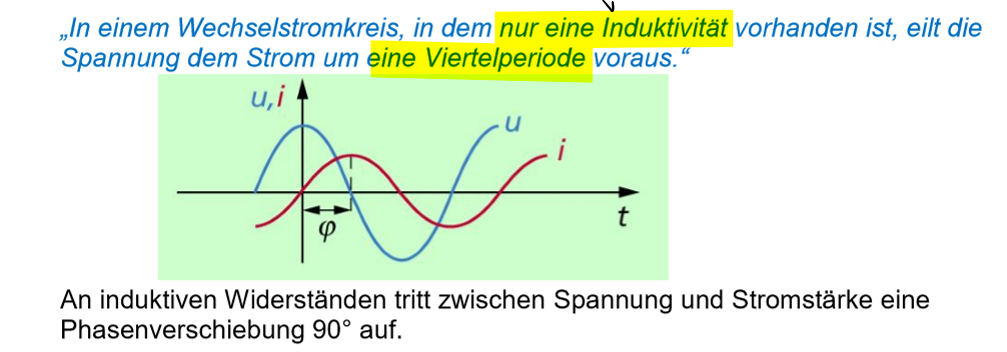 „In einem Wechselstromkreis, in dem nur eine Induktivität vorhanden ist, eilt die
Spannung dem Strom um eine Viertelperiode voraus.“
u,i
u
i
φ
t
An induktiven Widerständen tritt zwischen Spannung und Stromstärke eine
Phasenverschiebung 90° auf.